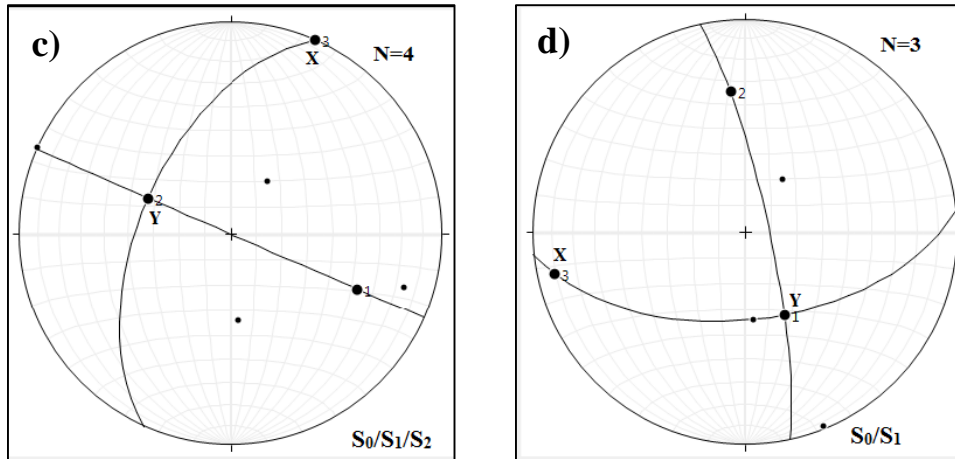 c)
N=4
3
X
2
Y
1
S₀/S₁/S₂
d)
N=3
2
X
3
Y
1
S₀/S₁